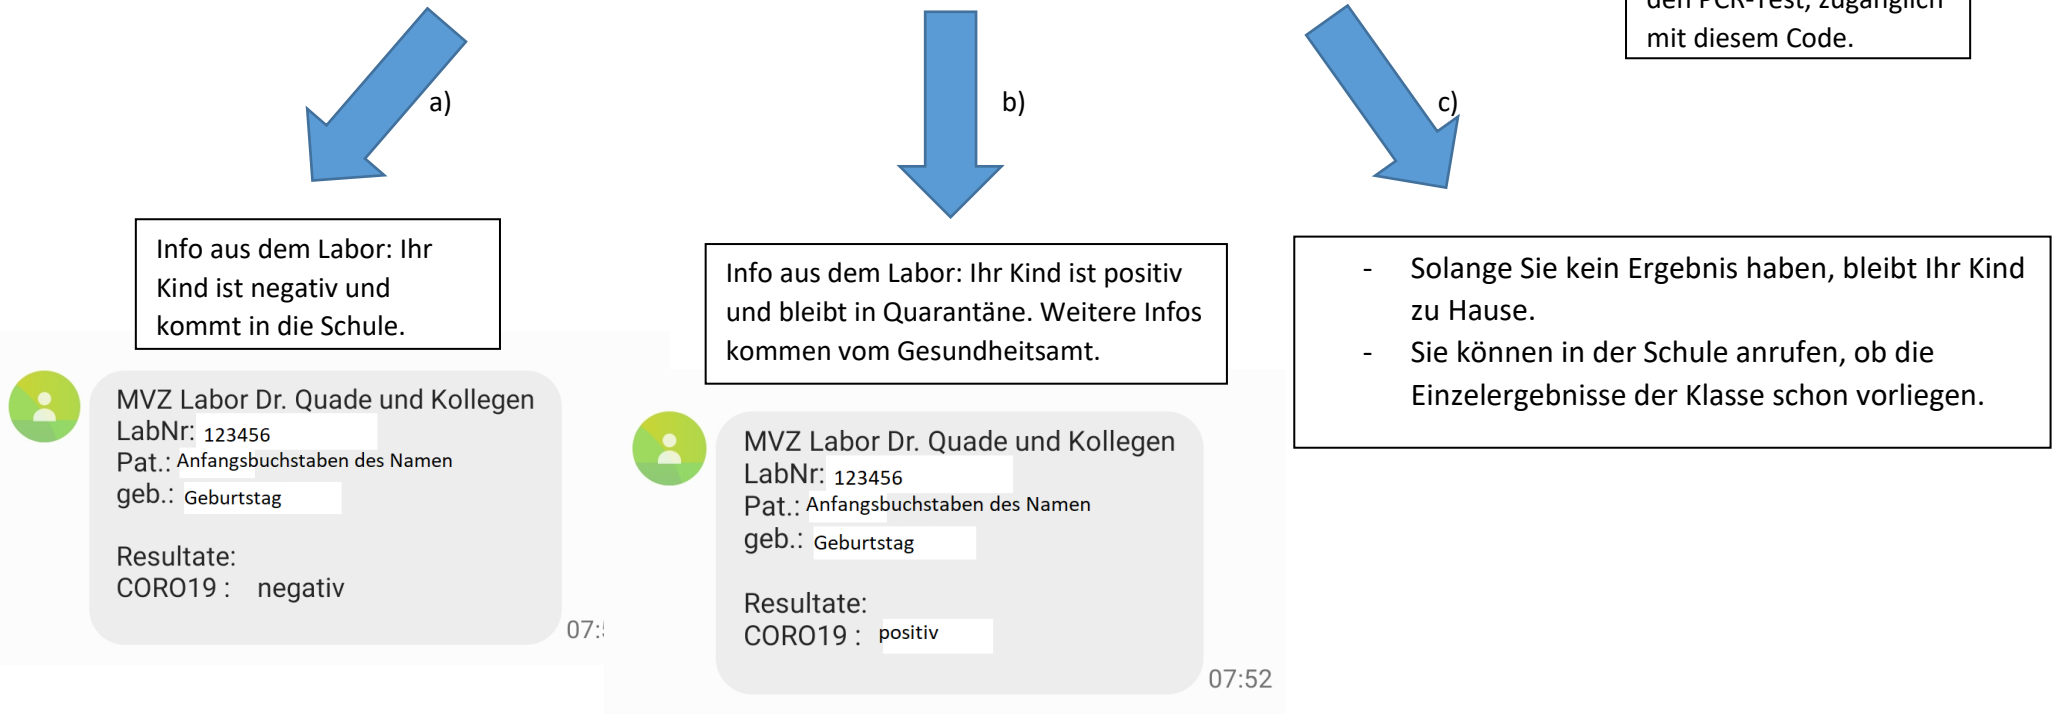 den PCR-Test, zugänglich
mit diesem Code.
a)
b)
c)
Info aus dem Labor: Ihr
Kind ist negativ und
kommt in die Schule.
Info aus dem Labor: Ihr Kind ist positiv
und bleibt in Quarantäne. Weitere Infos
kommen vom Gesundheitsamt.
- Solange Sie kein Ergebnis haben, bleibt Ihr Kind
zu Hause.
- Sie können in der Schule anrufen, ob die
Einzelergebnisse der Klasse schon vorliegen.
MVZ Labor Dr. Quade und Kollegen
LabNr: 123456
Pat.: Anfangsbuchstaben des Namen
geb.: Geburtstag
Resultate:
CORO19 : negativ
MVZ Labor Dr. Quade und Kollegen
LabNr: 123456
Pat.: Anfangsbuchstaben des Namen
geb.: Geburtstag
Resultate:
CORO19 : positiv
07:52